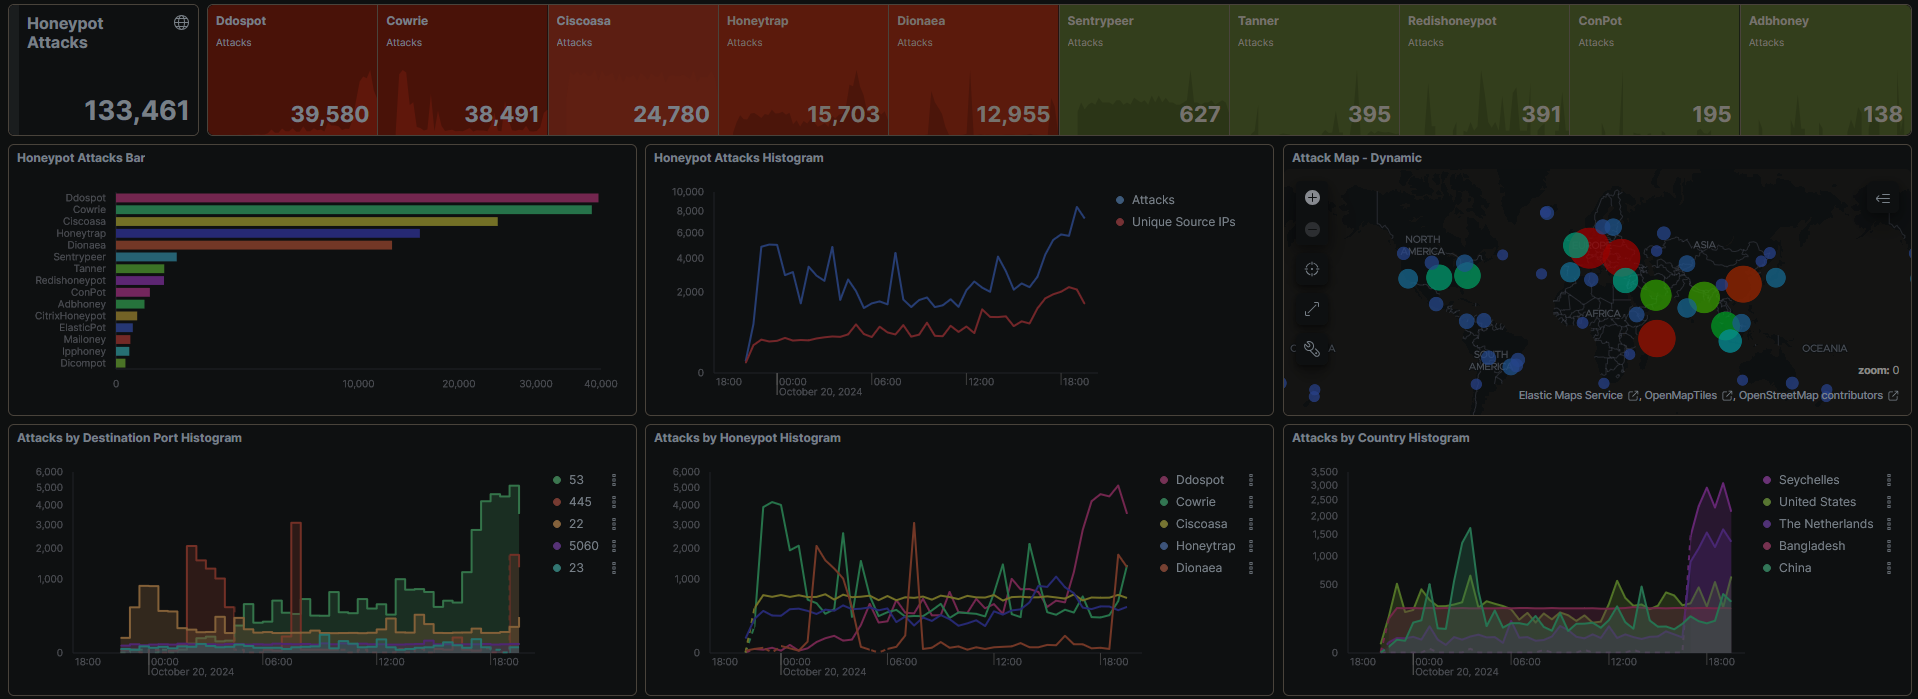 Honeypot
Attacks
133,461
Ddospot
Attacks
39,580
Cowrie
Attacks
38,491
Ciscoasa
Attacks
24,780
Honeytrap
Attacks
15,703
Dionaea
Attacks
12,955
Sentrypeer
Attacks
627
Tanner
Attacks
395
Redishoneypot
Attacks
391
ConPot
Attacks
195
Adbhoney
Attacks
138
Honeypot Attacks Bar
Ddospot
Cowrie
Ciscoasa
Honeytrap
Dionaea
Sentrypeer
Tanner
Redishoneypot
ConPot
Adbhoney
CitrixHoneypot
ElasticPot
Mailoney
Ipphoney
Dicompot
0 10,000 20,000 30,000 40,000
Honeypot Attacks Histogram
10,000
8,000
6,000
4,000
2,000
0
18:00 00:00 06:00 12:00 18:00
October 20, 2024
Attacks
Unique Source IPs
Attack Map - Dynamic
NORTH
AMERICA
ASIA
AFRICA
SOUTH
AMERICA
OCEANIA
zoom: 0
Elastic Maps Service , OpenMapTiles , OpenStreetMap contributors
Attacks by Destination Port Histogram
6,000
5,000
4,000
3,000
2,000
1,000
0
18:00 00:00 06:00 12:00 18:00
October 20, 2024
53
445
22
5060
23
Attacks by Honeypot Histogram
6,000
5,000
4,000
3,000
2,000
1,000
0
18:00 00:00 06:00 12:00 18:00
October 20, 2024
Ddospot
Cowrie
Ciscoasa
Honeytrap
Dionaea
Attacks by Country Histogram
3,500
3,000
2,500
2,000
1,500
1,000
500
0
18:00 00:00 06:00 12:00 18:00
October 20, 2024
Seychelles
United States
The Netherlands
Bangladesh
China